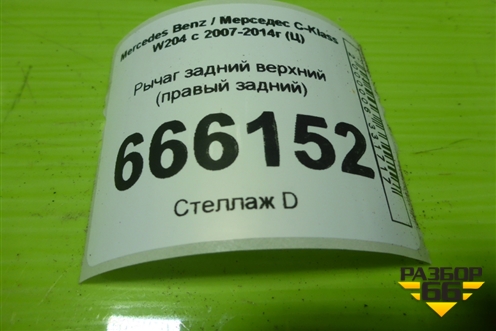 Mercedes Benz / Мерседес C-Klass
W204 с 2007-2014г (Ц)
Рычаг задний верхний
(правый задний)
666152
Стеллаж D
РАЗБОР
66